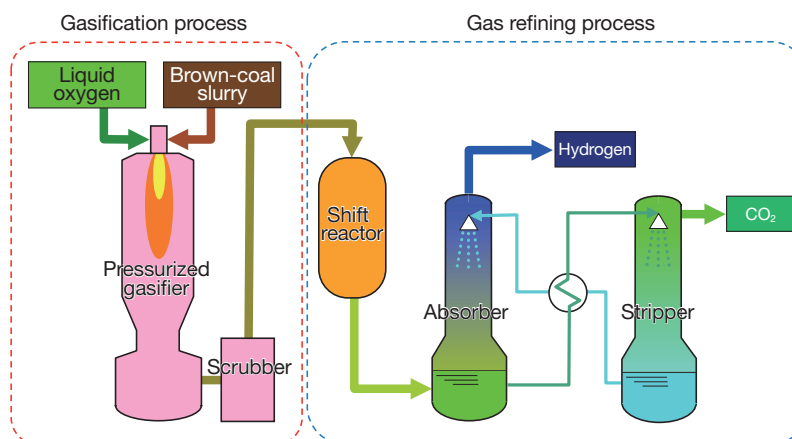 Gasification process
Gas refining process
Liquid
oxygen
Brown-coal
slurry
Hydrogen
CO₂
Shift
reactor
Pressurized
gasifier
Absorber
Stripper
Scrubber